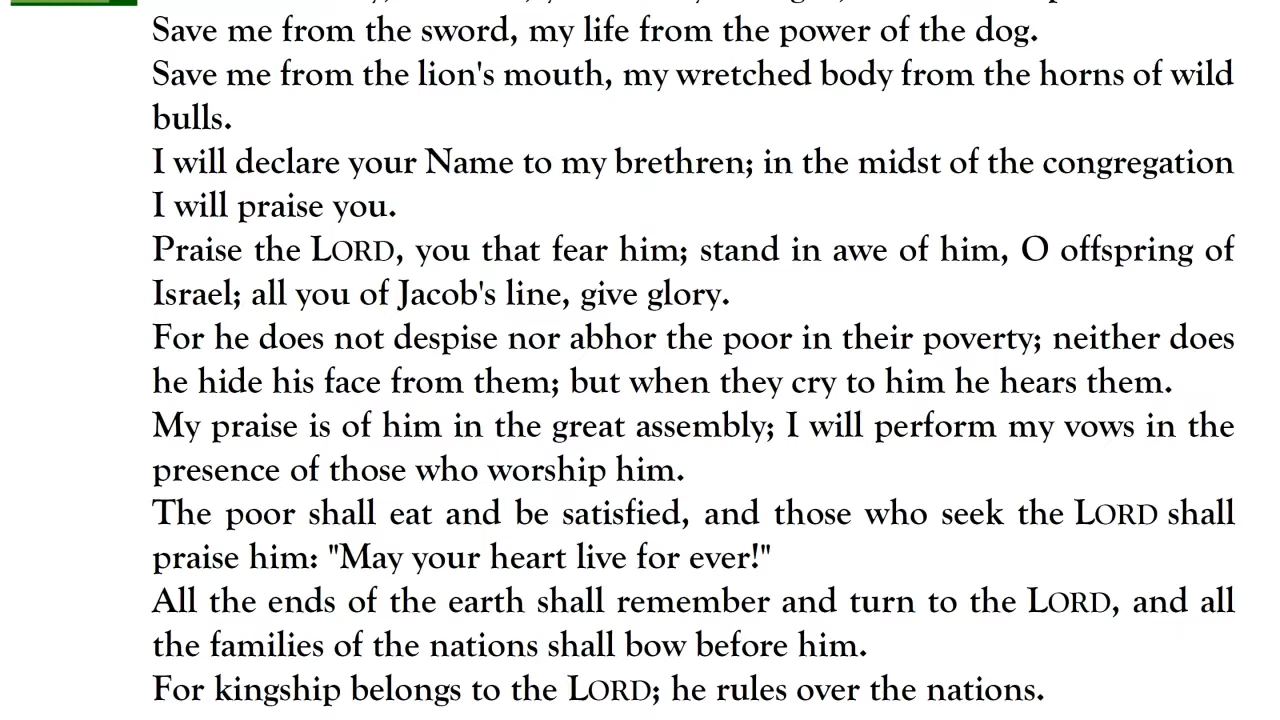 Save me from the sword, my life from the power of the dog.
Save me from the lion's mouth, my wretched body from the horns of wild
bulls.
I will declare your Name to my brethren; in the midst of the congregation
I will praise you.
Praise the LORD, you that fear him; stand in awe of him, O offspring of
Israel; all you of Jacob's line, give glory.
For he does not despise nor abhor the poor in their poverty; neither does
he hide his face from them; but when they cry to him he hears them.
My praise is of him in the great assembly; I will perform my vows in the
presence of those who worship him.
The poor shall eat and be satisfied, and those who seek the LORD shall
praise him: "May your heart live for ever!"
All the ends of the earth shall remember and turn to the LORD, and all
the families of the nations shall bow before him.
For kingship belongs to the LORD; he rules over the nations.